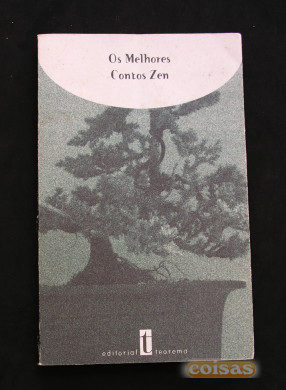 Os Melhores
Contos Zen
t
editorial teorema
coisas